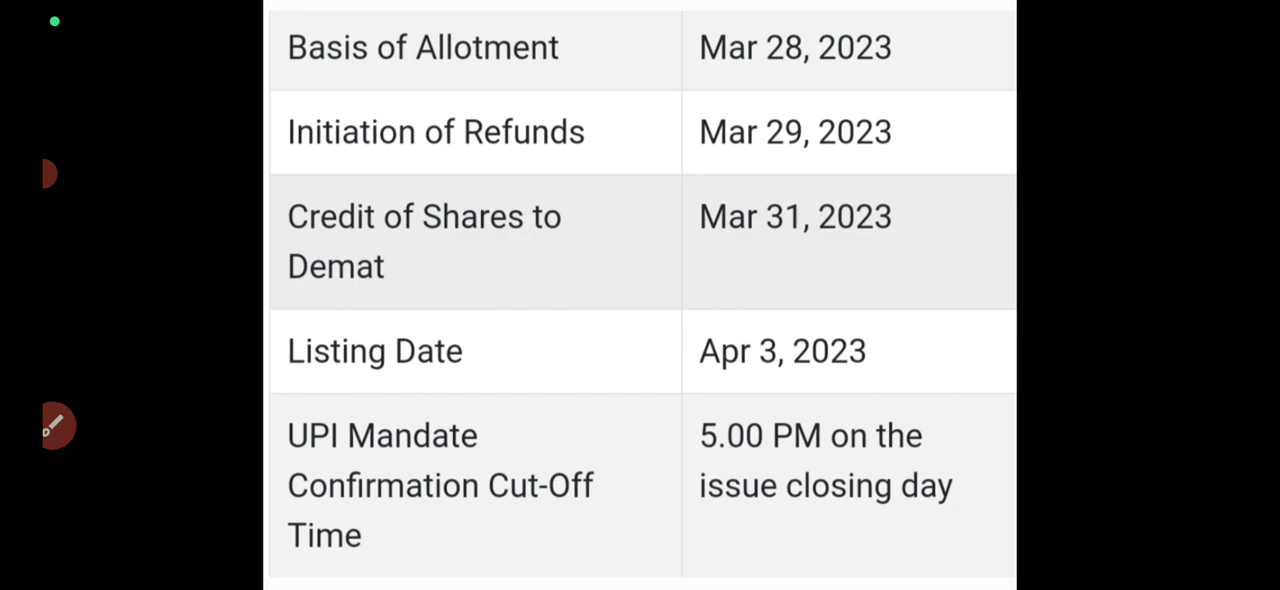 Basis of Allotment Mar 28, 2023
Initiation of Refunds Mar 29, 2023
Credit of Shares to Mar 31, 2023
Demat
Listing Date Apr 3, 2023
UPI Mandate 5.00 PM on the
Confirmation Cut-Off issue closing day
Time